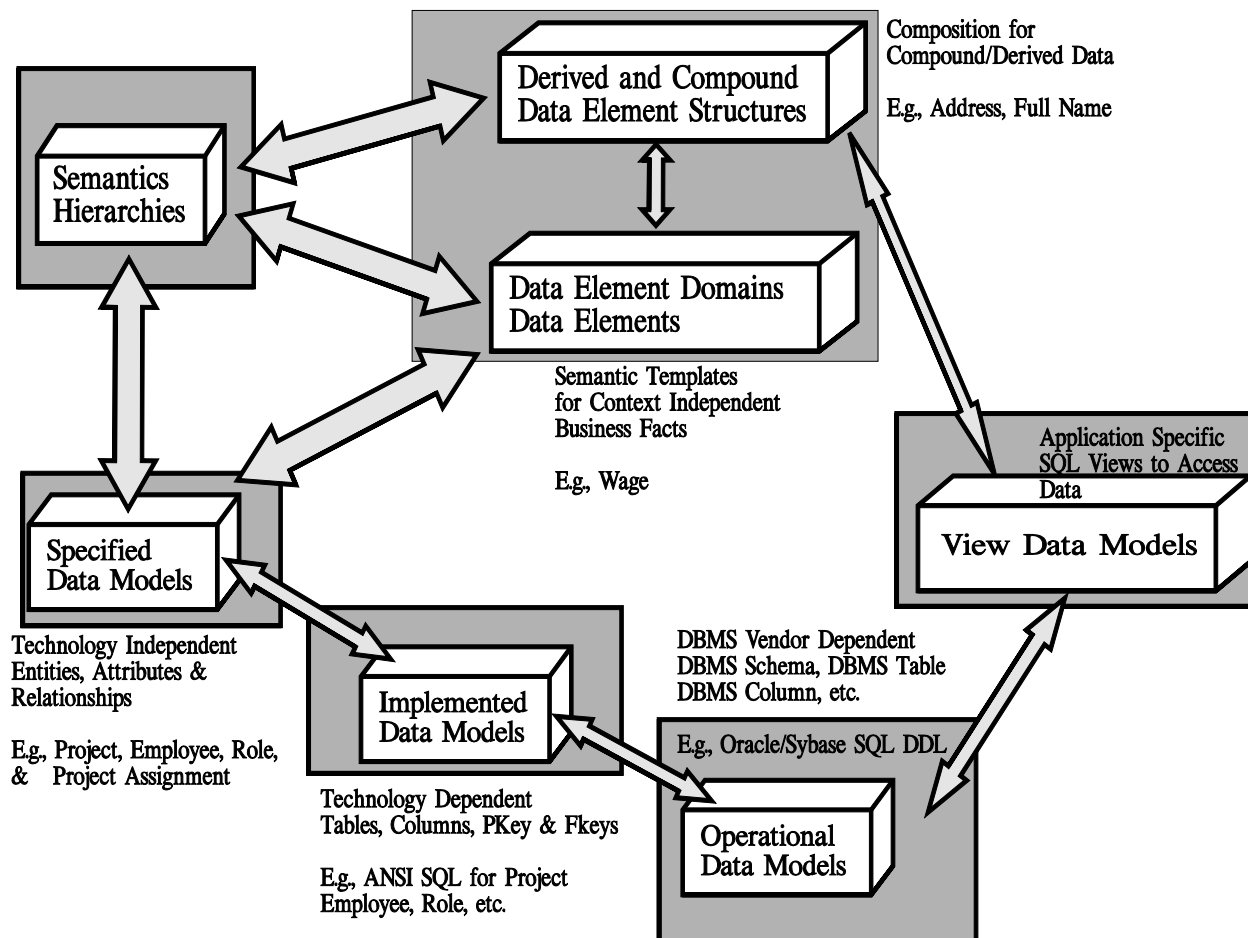 Composition for
Compound/Derived Data
E.g., Address, Full Name
Derived and Compound
Data Element Structures
Semantics
Hierarchies
Data Element Domains
Data Elements
Semantic Templates
for Context Independent
Business Facts
E.g., Wage
Application Specific
SQL Views to Access
Data
View Data Models
Specified
Data Models
Technology Independent
Entities, Attributes &
Relationships
E.g., Project, Employee, Role,
& Project Assignment
Implemented
Data Models
Technology Dependent
Tables, Columns, PKey & Fkeys
E.g., ANSI SQL for Project
Employee, Role, etc.
DBMS Vendor Dependent
DBMS Schema, DBMS Table
DBMS Column, etc.
E.g., Oracle/Sybase SQL DDL
Operational
Data Models